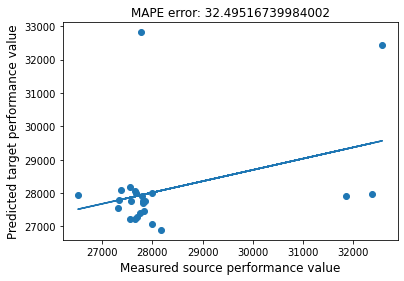 MAPE error: 32.49516739984002
Predicted target performance value
33000
32000
31000
30000
29000
28000
27000
27000 28000 29000 30000 31000 32000
Measured source performance value